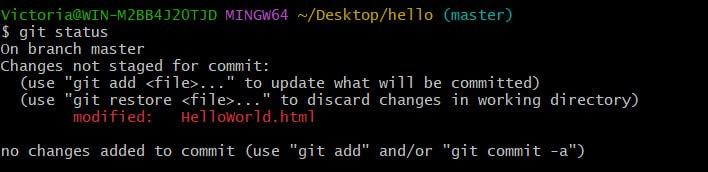 Victoria@WIN-M2BB4J2OTJD MINGW64 ~/Desktop/hello (master)
$ git status
On branch master
Changes not staged for commit:
  (use "git add <file>..." to update what will be committed)
  (use "git restore <file>..." to discard changes in working directory)
        modified:   HelloWorld.html
no changes added to commit (use "git add" and/or "git commit -a")